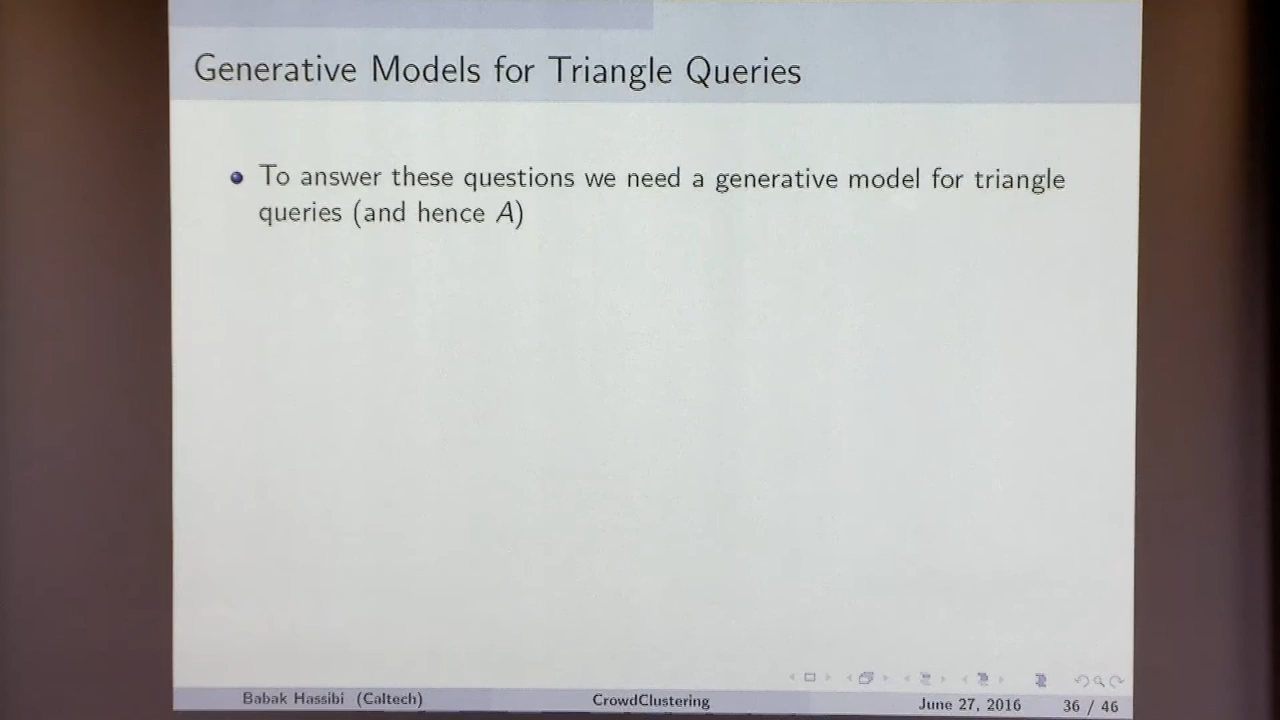 Generative Models for Triangle Queries
To answer these questions we need a generative model for triangle
queries (and hence A)
Babak Hassibi (Caltech) CrowdClustering June 27, 2016 36 / 46